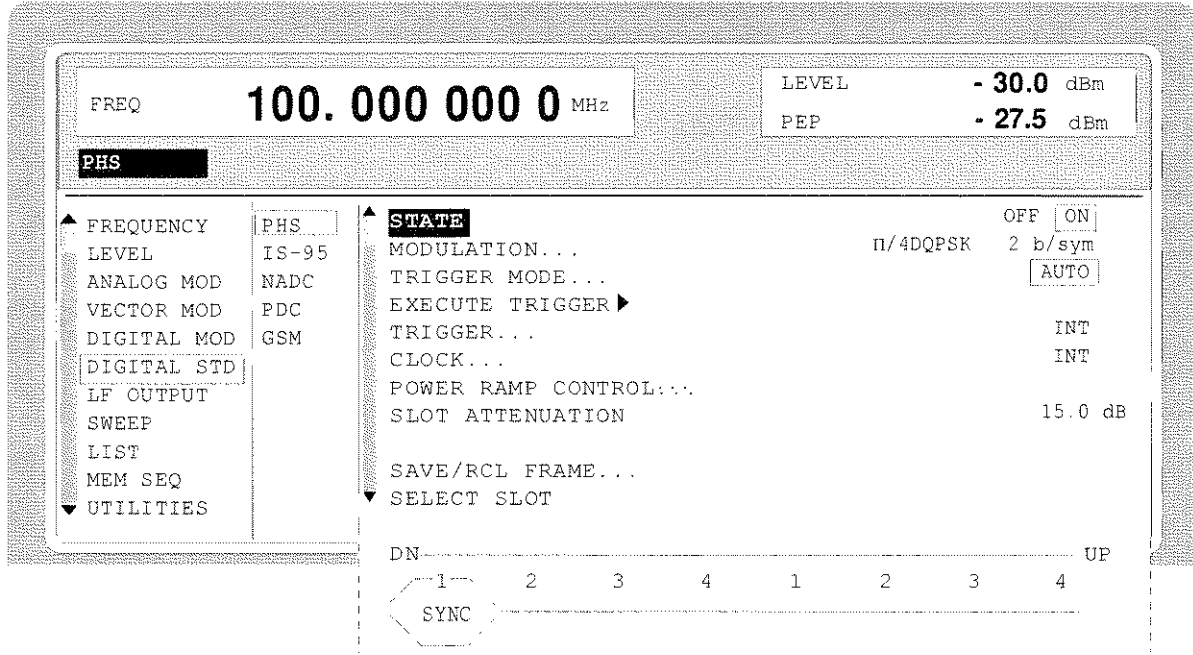 FREQ 100. 000 000 0 MHz
LEVEL - 30.0 dBm
PEP - 27.5 dBm
PHS
FREQUENCY
LEVEL
ANALOG MOD
VECTOR MOD
DIGITAL MOD
DIGITAL STD
LF OUTPUT
SWEEP
LIST
MEM SEQ
UTILITIES
PHS
IS-95
NADC
PDC
GSM
STATE OFF ON
MODULATION... Π/4DQPSK 2 b/sym
TRIGGER MODE... AUTO
EXECUTE TRIGGER
TRIGGER... INT
CLOCK... INT
POWER RAMP CONTROL...
SLOT ATTENUATION 15.0 dB
SAVE/RCL FRAME...
SELECT SLOT
DN UP
1 2 3 4 1 2 3 4
SYNC